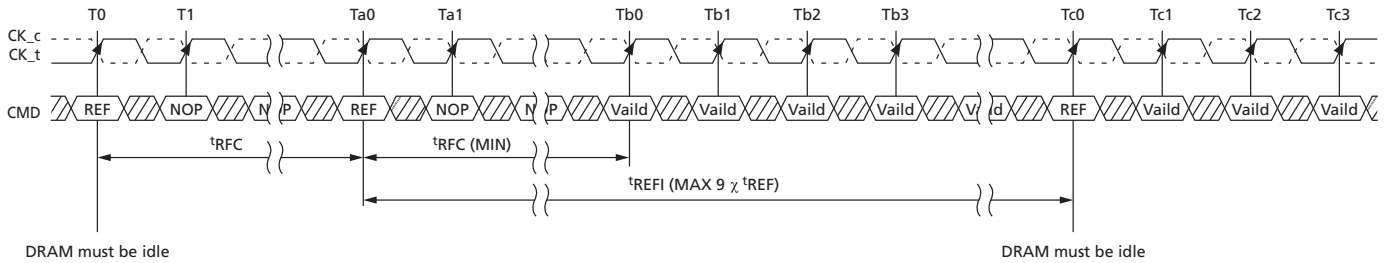 T0 T1 Ta0 Ta1 Tb0 Tb1 Tb2 Tb3 Tc0 Tc1 Tc2 Tc3
CK_c
CK_t
CMD REF NOP N P REF NOP N P Vaild Vaild Vaild Vaild Va d REF Vaild Vaild Vaild
tRFC tRFC (MIN)
tREFI (MAX 9 χ tREF)
DRAM must be idle DRAM must be idle